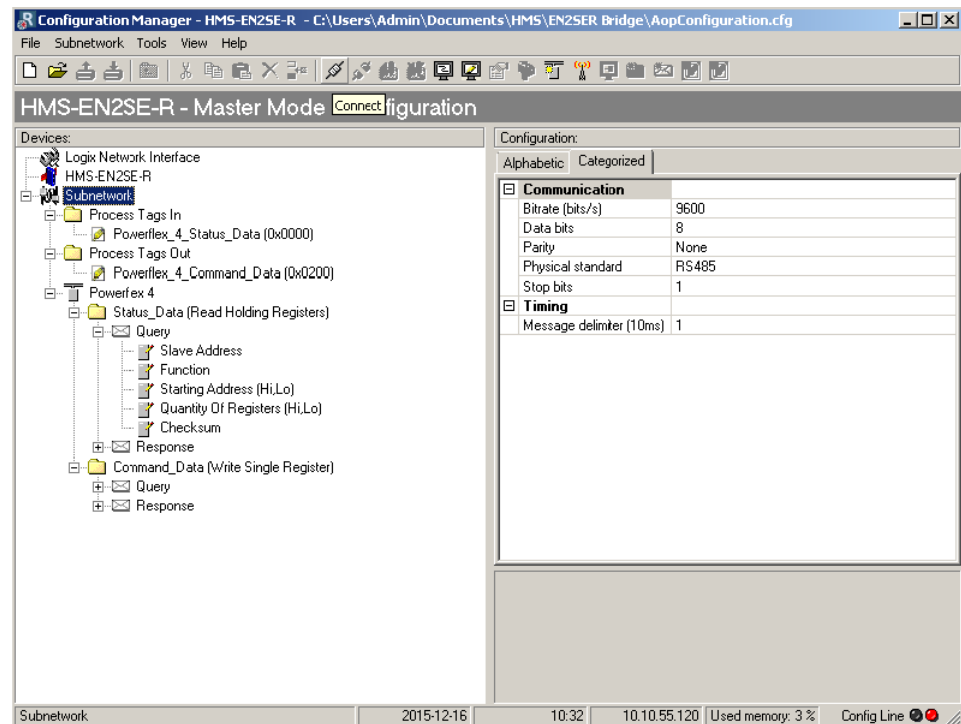 Configuration Manager - HMS-EN2SE-R - C:\Users\Admin\Documents\HMS\EN2SER Bridge\AopConfiguration.cfg
File Subnetwork Tools View Help
HMS-EN2SE-R - Master Mode Connect figuration
Devices:
Logix Network Interface
HMS-EN2SE-R
Subnetwork
Process Tags In
Powerflex_4_Status_Data (0x0000)
Process Tags Out
Powerflex_4_Command_Data (0x0200)
Powerfex 4
Status_Data (Read Holding Registers)
Query
Slave Address
Function
Starting Address (Hi,Lo)
Quantity Of Registers (Hi,Lo)
Checksum
Response
Command_Data (Write Single Register)
Query
Response
Configuration:
Alphabetic Categorized
Communication
Bitrate (bits/s) 9600
Data bits 8
Parity None
Physical standard RS485
Stop bits 1
Timing
Message delimiter (10ms) 1
Subnetwork 2015-12-16 10:32 10.10.55.120 Used memory: 3 % Config Line